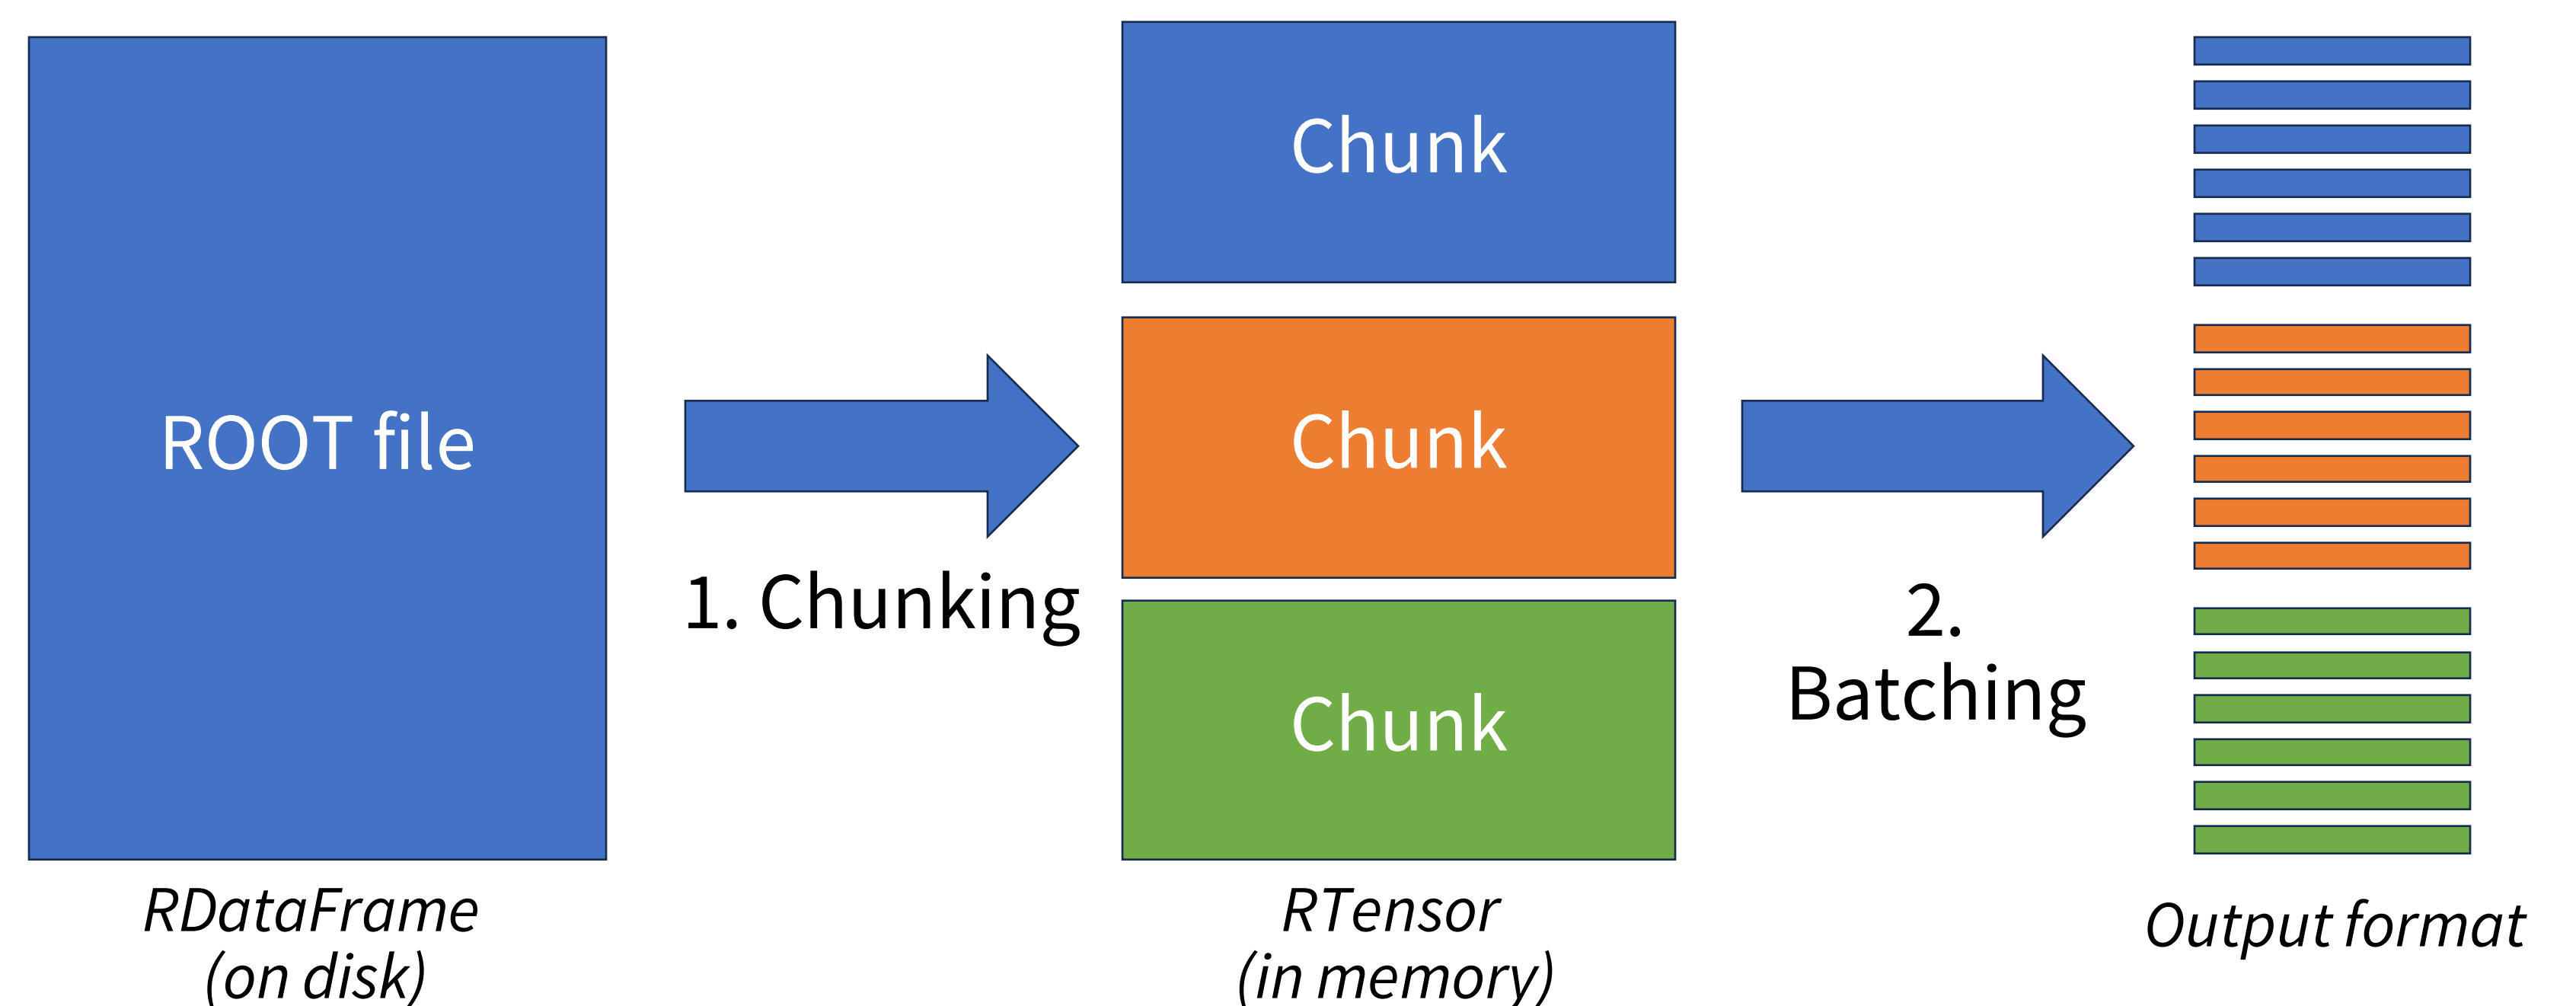 ROOT file
RDataFrame
(on disk)
1. Chunking
Chunk
Chunk
Chunk
RTensor
(in memory)
2.
Batching
Output format